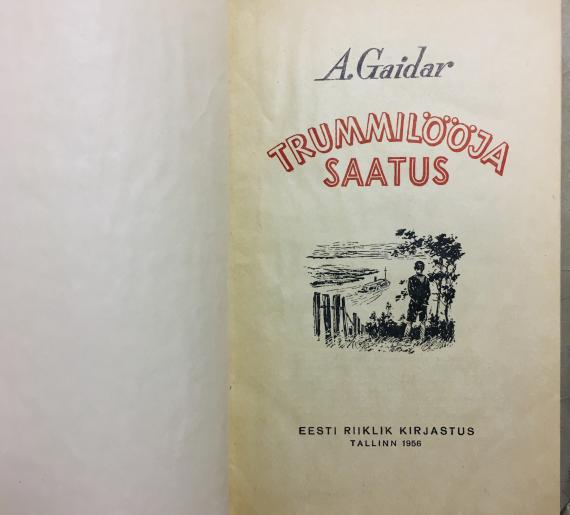 A. Gaidar
TRUMMILÖÖJA
SAATUS
EESTI RIIKLIK KIRJASTUS
TALLINN 1956